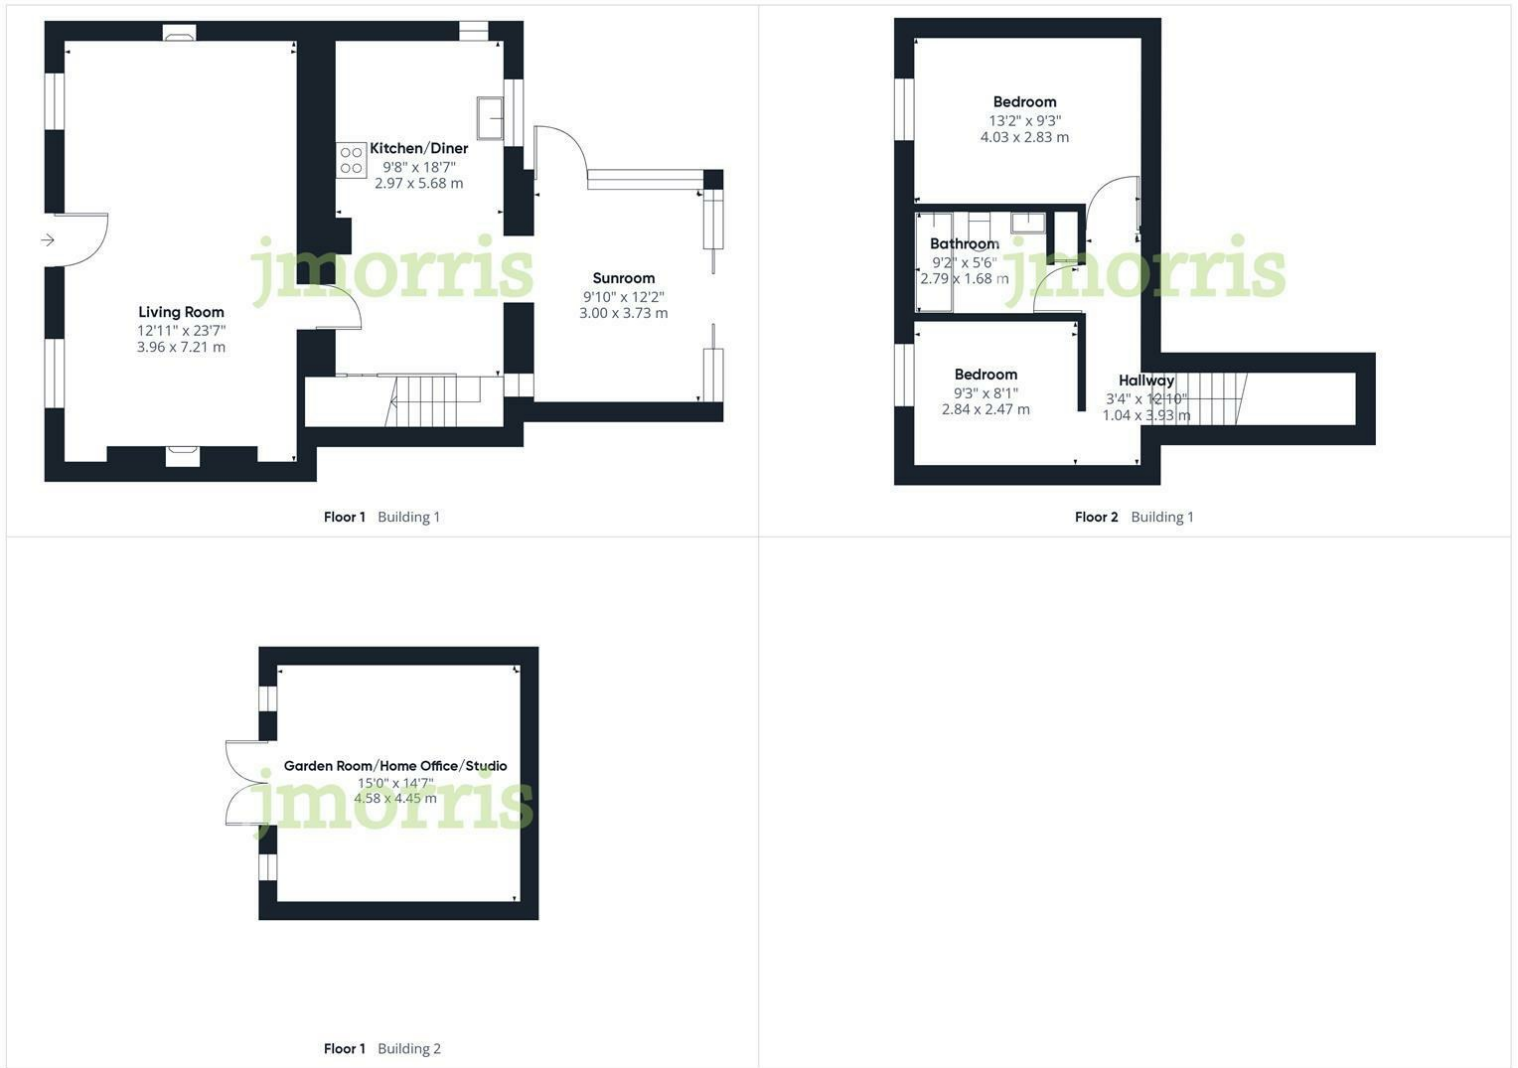 Living Room
12'11" x 23'7"
3.96 x 7.21 m
Kitchen/Diner
9'8" x 18'7"
2.97 x 5.68 m
Sunroom
9'10" x 12'2"
3.00 x 3.73 m
jmorris
Floor 1 Building 1
Bedroom
13'2" x 9'3"
4.03 x 2.83 m
Bathroom
9'2" x 5'6"
2.79 x 1.68 m
jmorris
Bedroom
9'3" x 8'1"
2.84 x 2.47 m
Hallway
3'4" x 12'10"
1.04 x 3.93 m
Floor 2 Building 1
Garden Room/Home Office/Studio
15'0" x 14'7"
4.58 x 4.45 m
jmorris
Floor 1 Building 2